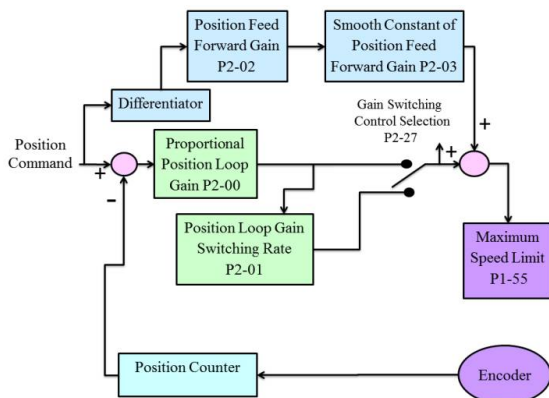 Position Feed
Forward Gain
P2-02
Smooth Constant of
Position Feed
Forward Gain P2-03
Differentiator
Gain Switching
Control Selection
P2-27
Position
Command
+
-
Proportional
Position Loop
Gain P2-00
+
+
Position Loop Gain
Switching Rate
P2-01
Maximum
Speed Limit
P1-55
Position Counter
Encoder